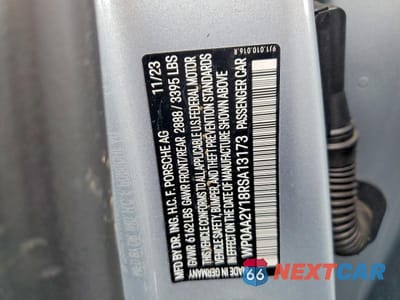 9J1.010.016.R
11/23
MFD BY DR. ING. H.C. F. PORSCHE AG
GVWR 6162 LBS GAWR FRONT/REAR 2888/3395 LBS
THIS VEHICLE CONFORMS TO ALL APPLICABLE U.S. FEDERAL MOTOR
VEHICLE SAFETY, BUMPER, AND THEFT PREVENTION STANDARDS
IN EFFECT ON THE DATE OF MANUFACTURE SHOWN ABOVE
WP0AA2Y18RSA13173 PASSENGER CAR
MADE IN GERMANY
66
NEXTCAR